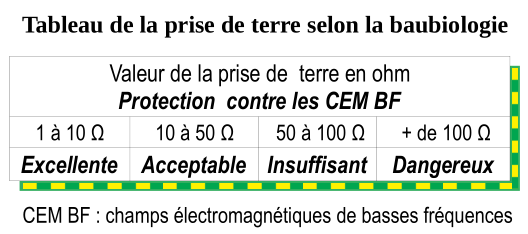 Tableau de la prise de terre selon la baubiologie
Valeur de la prise de terre en ohm
Protection contre les CEM BF
1 à 10 Ω 10 à 50 Ω 50 à 100 Ω + de 100 Ω
Excellente Acceptable Insuffisant Dangereux
CEM BF : champs électromagnétiques de basses fréquences